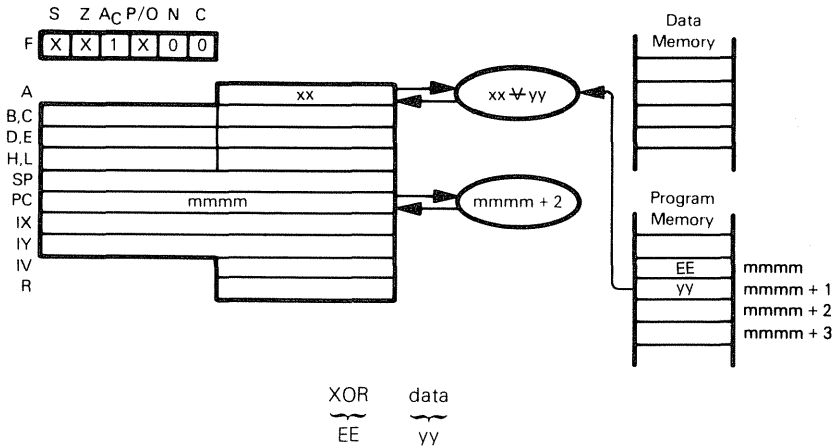 S Z AC P/O N C
F X X 1 X 0 0
Data
Memory
A xx
xx ⊻ yy
B,C
D,E
H,L
SP
PC mmmm
mmmm + 2
IX
IY
IV
R
Program
Memory
EE mmmm
yy mmmm + 1
mmmm + 2
mmmm + 3
XOR data
EE yy